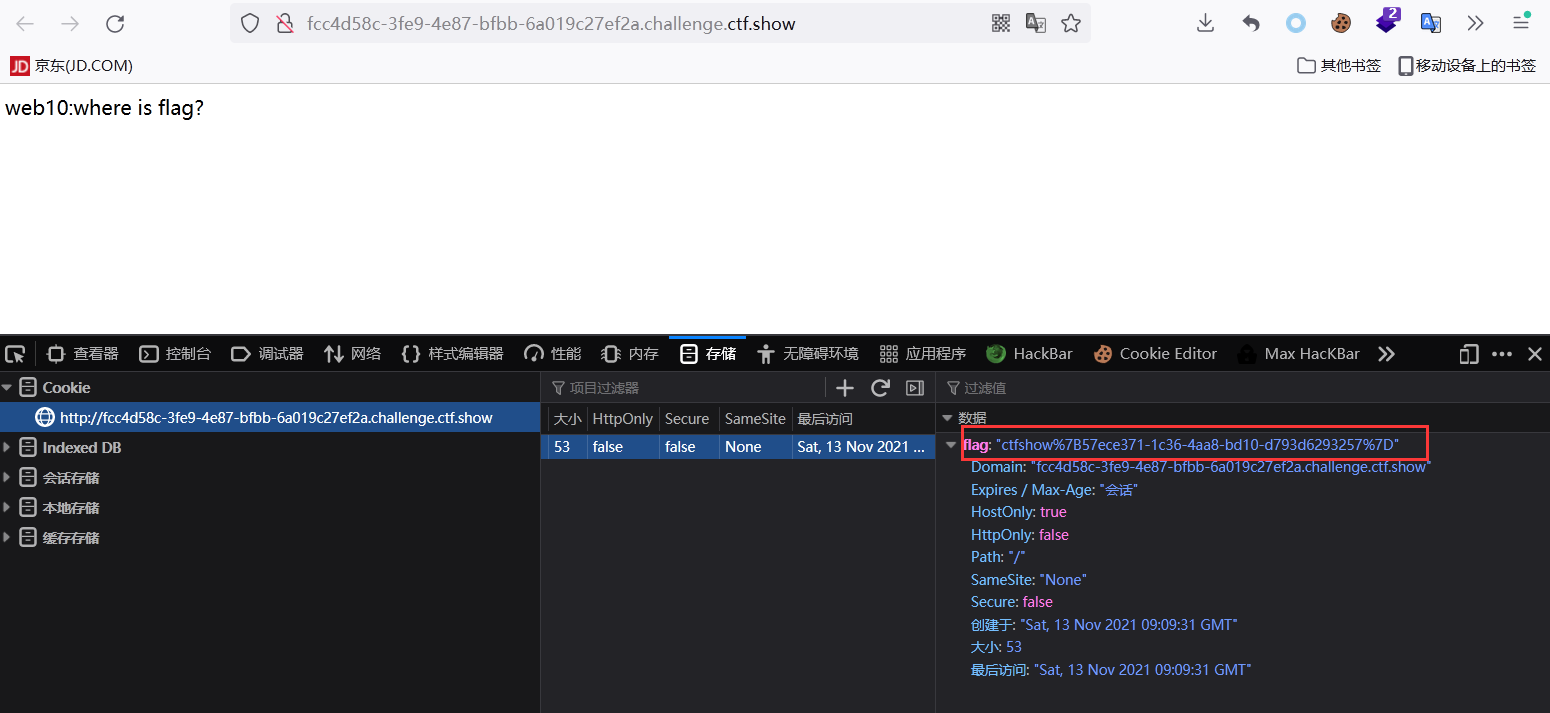 fcc4d58c-3fe9-4e87-bfbb-6a019c27ef2a.challenge.ctf.show
2
JD 京东(JD.COM)
其他书签 移动设备上的书签
web10:where is flag?
查看器 控制台 调试器 网络 样式编辑器 性能 内存 存储 无障碍环境 应用程序 HackBar Cookie Editor Max HacKBar
Cookie
http://fcc4d58c-3fe9-4e87-bfbb-6a019c27ef2a.challenge.ctf.show
Indexed DB
会话存储
本地存储
缓存存储
项目过滤器
大小 HttpOnly Secure SameSite 最后访问
53 false false None Sat, 13 Nov 2021 ...
过滤值
数据
flag: "ctfshow%7B57ece371-1c36-4aa8-bd10-d793d6293257%7D"
Domain: "fcc4d58c-3fe9-4e87-bfbb-6a019c27ef2a.challenge.ctf.show"
Expires / Max-Age: "会话"
HostOnly: true
HttpOnly: false
Path: "/"
SameSite: "None"
Secure: false
创建于: "Sat, 13 Nov 2021 09:09:31 GMT"
大小: 53
最后访问: "Sat, 13 Nov 2021 09:09:31 GMT"